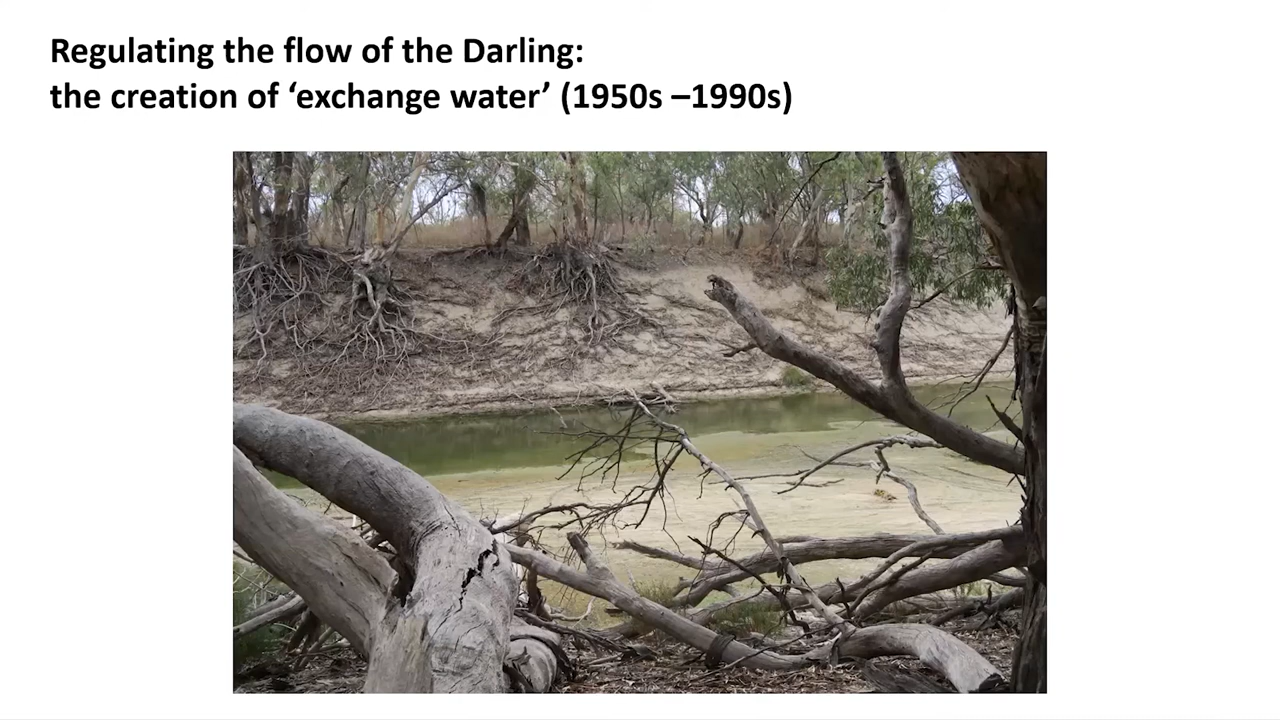 Regulating the flow of the Darling:
the creation of ‘exchange water’ (1950s –1990s)